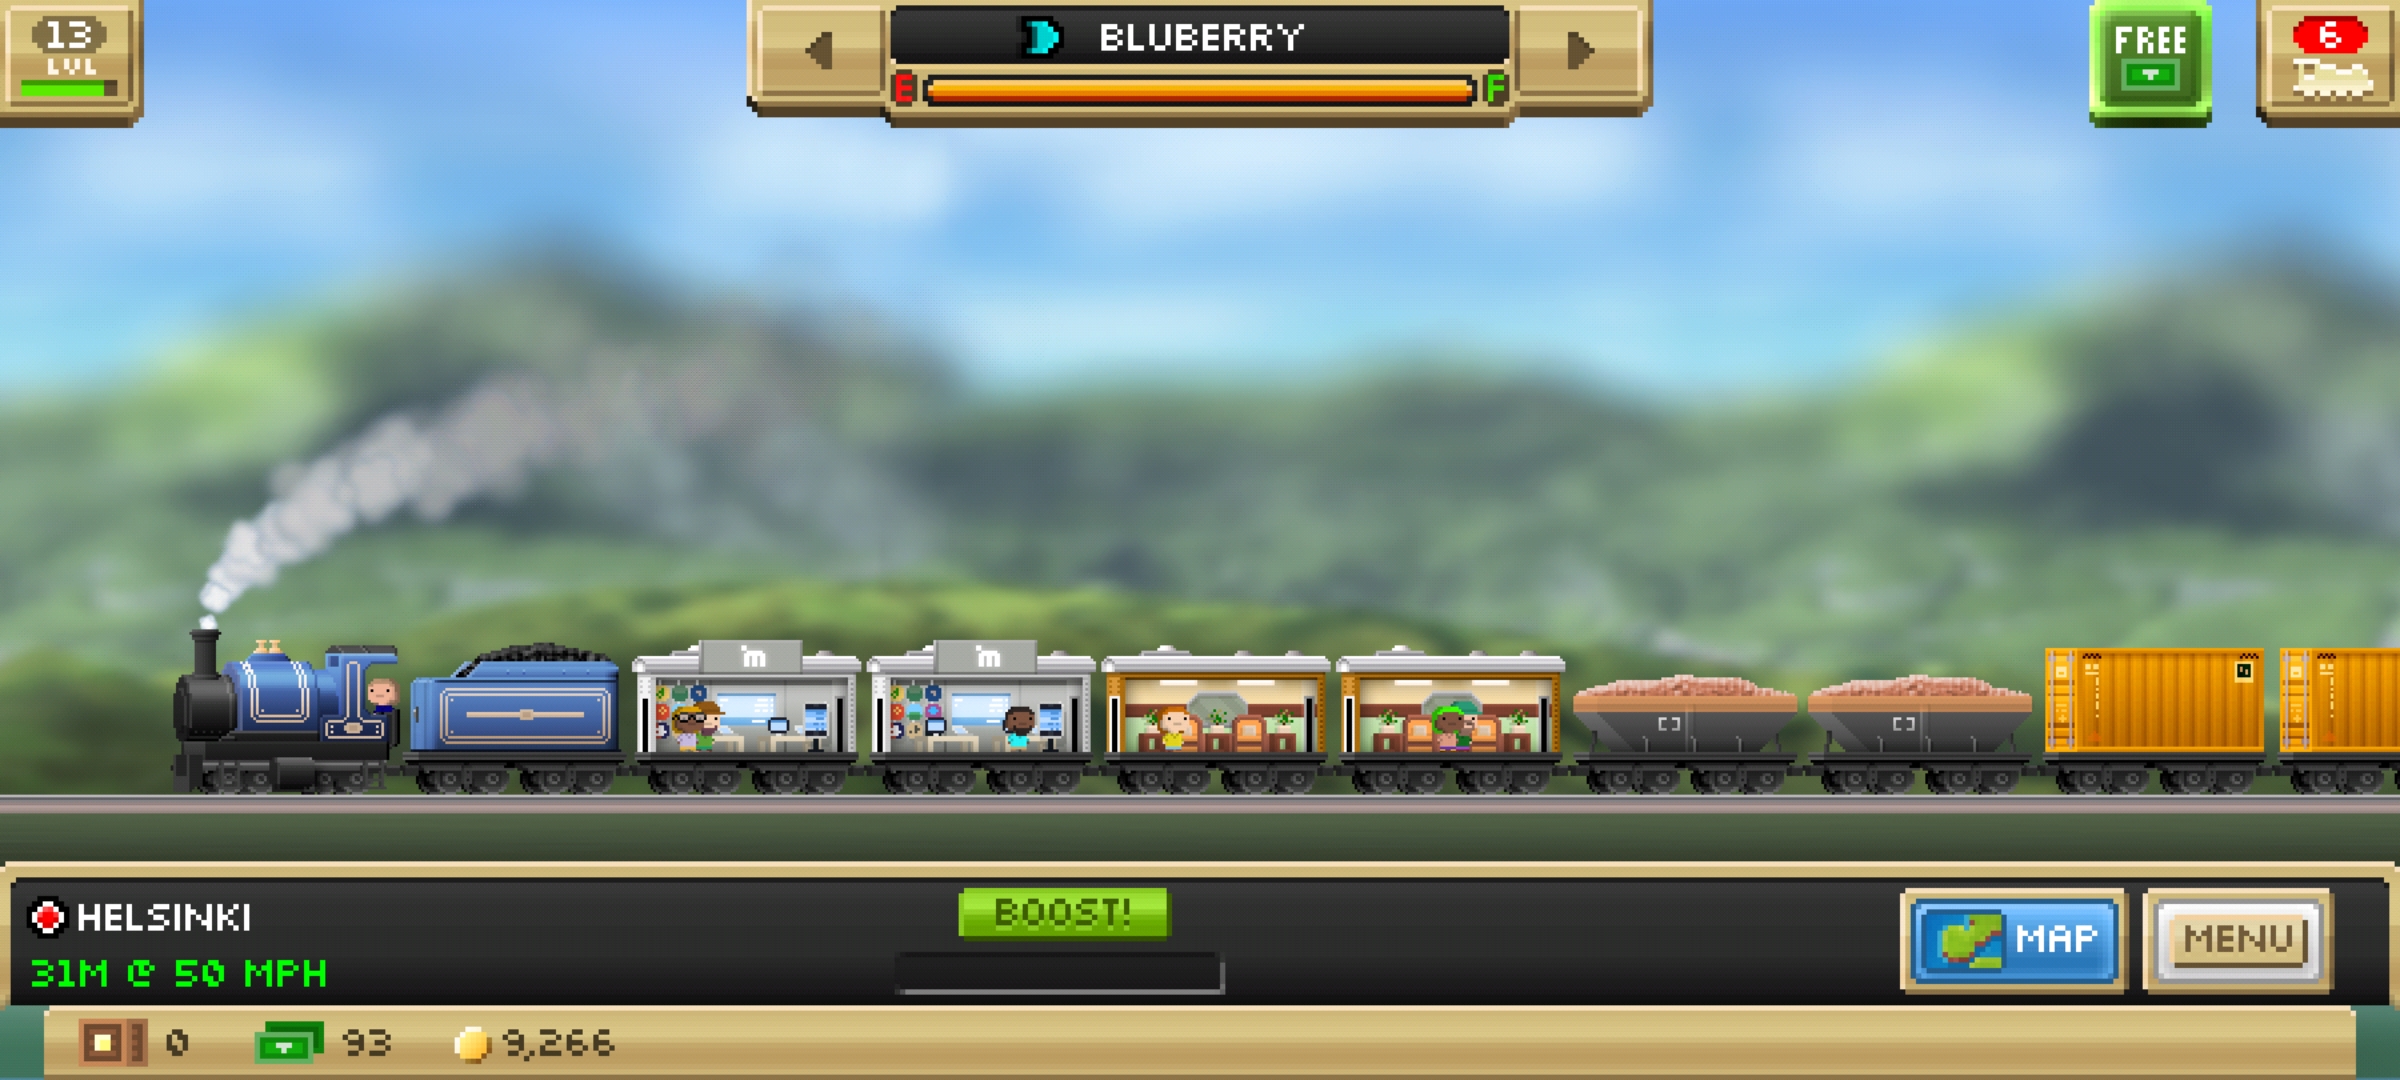 13
LVL
BLUBERRY
E F
FREE
6
m m
HELSINKI
31M @ 50 MPH
BOOST!
MAP
MENU
0 93 9,266